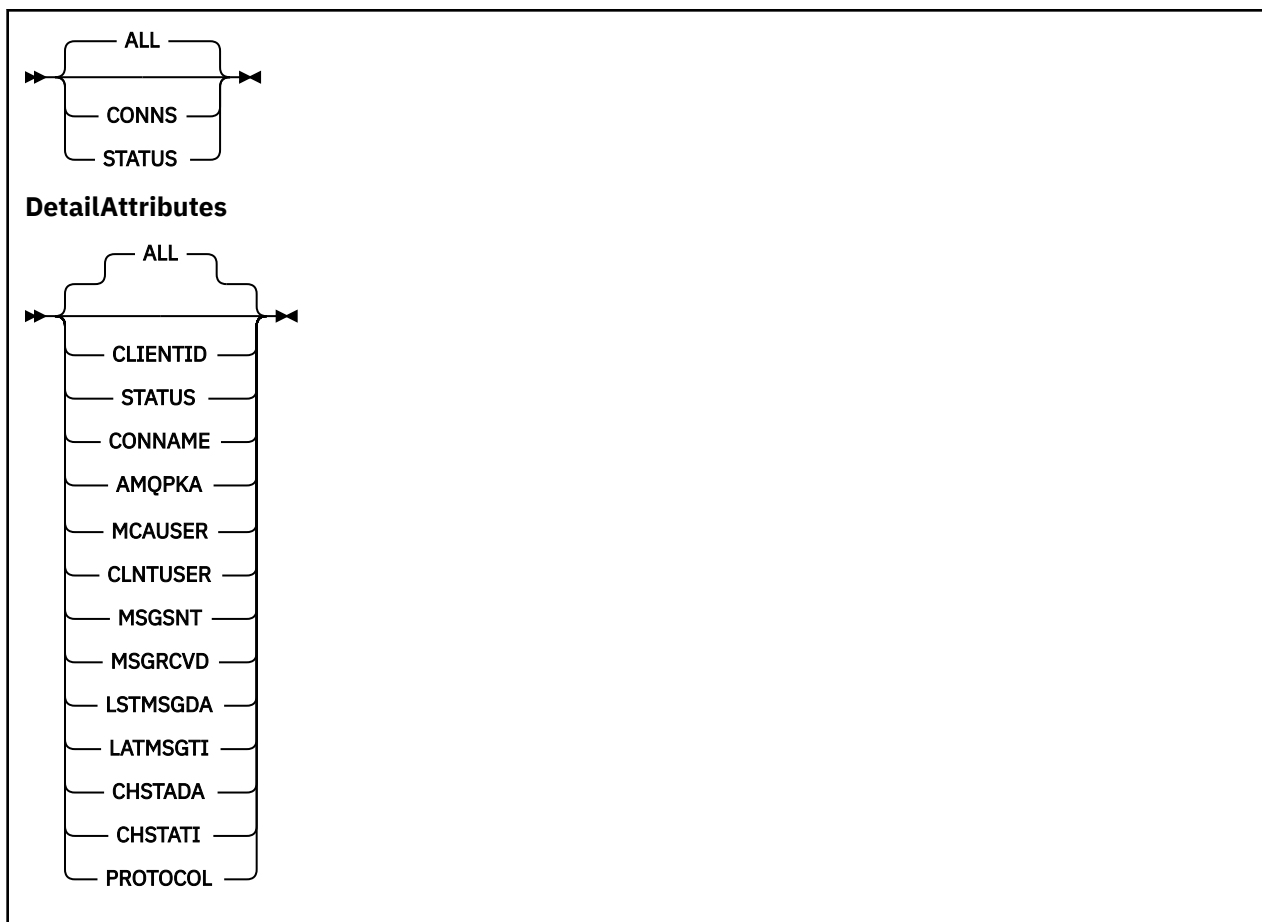 ALL
CONNS
STATUS
DetailAttributes
ALL
CLIENTID
STATUS
CONNAME
AMQPKA
MCAUSER
CLNTUSER
MSGSNT
MSGRCVD
LSTMSGDA
LATMSGTI
CHSTADA
CHSTATI
PROTOCOL